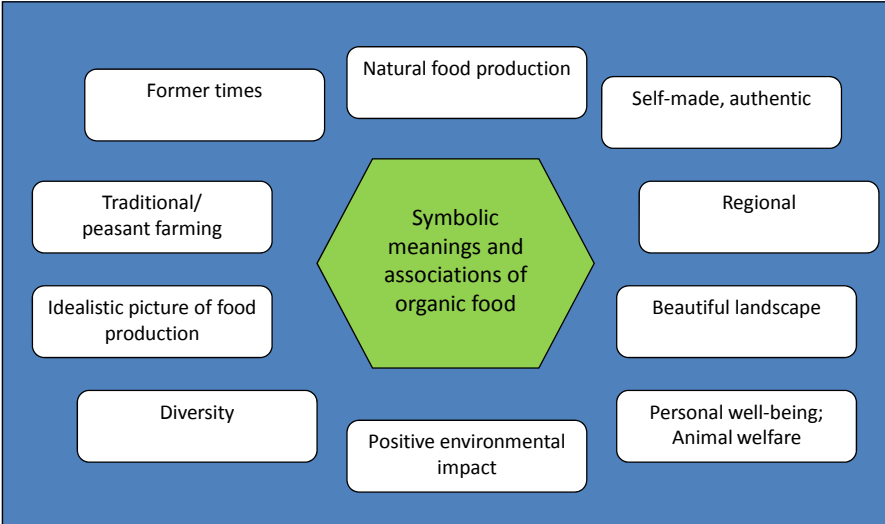 Natural food production
Former times
Self-made, authentic
Traditional/
peasant farming
Symbolic
meanings and
associations of
organic food
Regional
Idealistic picture of food
production
Beautiful landscape
Diversity
Positive environmental
impact
Personal well-being;
Animal welfare